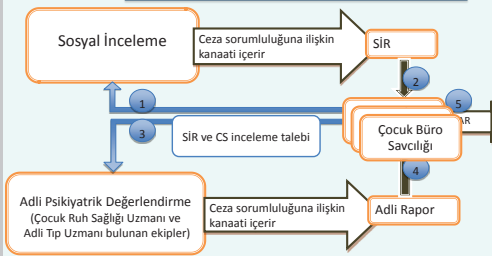 Sosyal İnceleme
Ceza sorumluluğuna ilişkin
kanaati içerir
SİR
1
2
5
3
SİR ve CS inceleme talebi
Çocuk Büro
Savcılığı
AR
4
Adli Psikiyatrik Değerlendirme
(Çocuk Ruh Sağlığı Uzmanı ve
Adli Tıp Uzmanı bulunan ekipler)
Ceza sorumluluğuna ilişkin
kanaati içerir
Adli Rapor